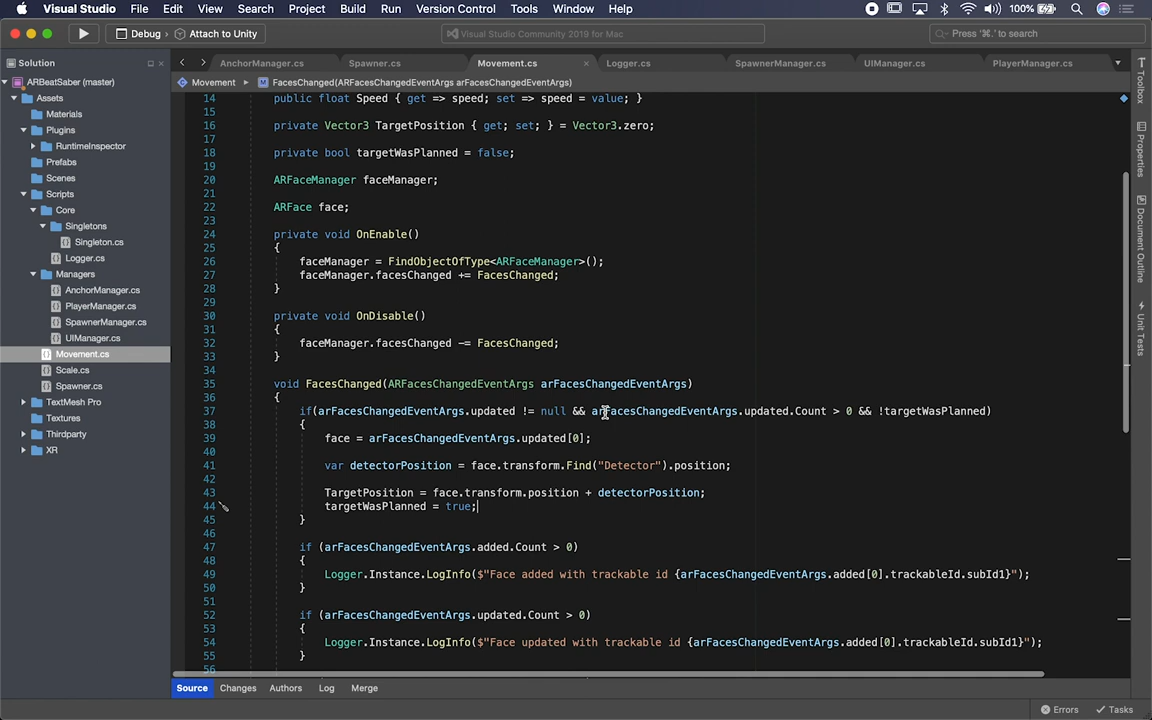 Visual Studio File Edit View Search Project Build Run Version Control Tools Window Help 100%
Debug › Attach to Unity Visual Studio Community 2019 for Mac Press '⌘.' to search
Solution
ARBeatSaber (master)
Assets
Materials
Plugins
RuntimeInspector
Prefabs
Scenes
Scripts
Core
Singletons
Singleton.cs
Logger.cs
Managers
AnchorManager.cs
PlayerManager.cs
SpawnerManager.cs
UIManager.cs
Movement.cs
Scale.cs
Spawner.cs
TextMesh Pro
Textures
Thirdparty
XR
AnchorManager.cs Spawner.cs Movement.cs × Logger.cs SpawnerManager.cs UIManager.cs PlayerManager.cs
Movement FacesChanged(ARFacesChangedEventArgs arFacesChangedEventArgs)
14 public float Speed { get => speed; set => speed = value; }
15
16 private Vector3 TargetPosition { get; set; } = Vector3.zero;
17
18 private bool targetWasPlanned = false;
19
20 ARFaceManager faceManager;
21
22 ARFace face;
23
24 private void OnEnable()
25 {
26 faceManager = FindObjectOfType<ARFaceManager>();
27 faceManager.facesChanged += FacesChanged;
28 }
29
30 private void OnDisable()
31 {
32 faceManager.facesChanged -= FacesChanged;
33 }
34
35 void FacesChanged(ARFacesChangedEventArgs arFacesChangedEventArgs)
36 {
37 if(arFacesChangedEventArgs.updated != null && arFacesChangedEventArgs.updated.Count > 0 && !targetWasPlanned)
38 {
39 face = arFacesChangedEventArgs.updated[0];
40
41 var detectorPosition = face.transform.Find("Detector").position;
42
43 TargetPosition = face.transform.position + detectorPosition;
44 targetWasPlanned = true;
45 }
46
47 if (arFacesChangedEventArgs.added.Count > 0)
48 {
49 Logger.Instance.LogInfo($"Face added with trackable id {arFacesChangedEventArgs.added[0].trackableId.subId1}");
50 }
51
52 if (arFacesChangedEventArgs.updated.Count > 0)
53 {
54 Logger.Instance.LogInfo($"Face updated with trackable id {arFacesChangedEventArgs.added[0].trackableId.subId1}");
55 }
56
Toolbox
Properties
Document Outline
Unit Tests
Source Changes Authors Log Merge
Errors Tasks